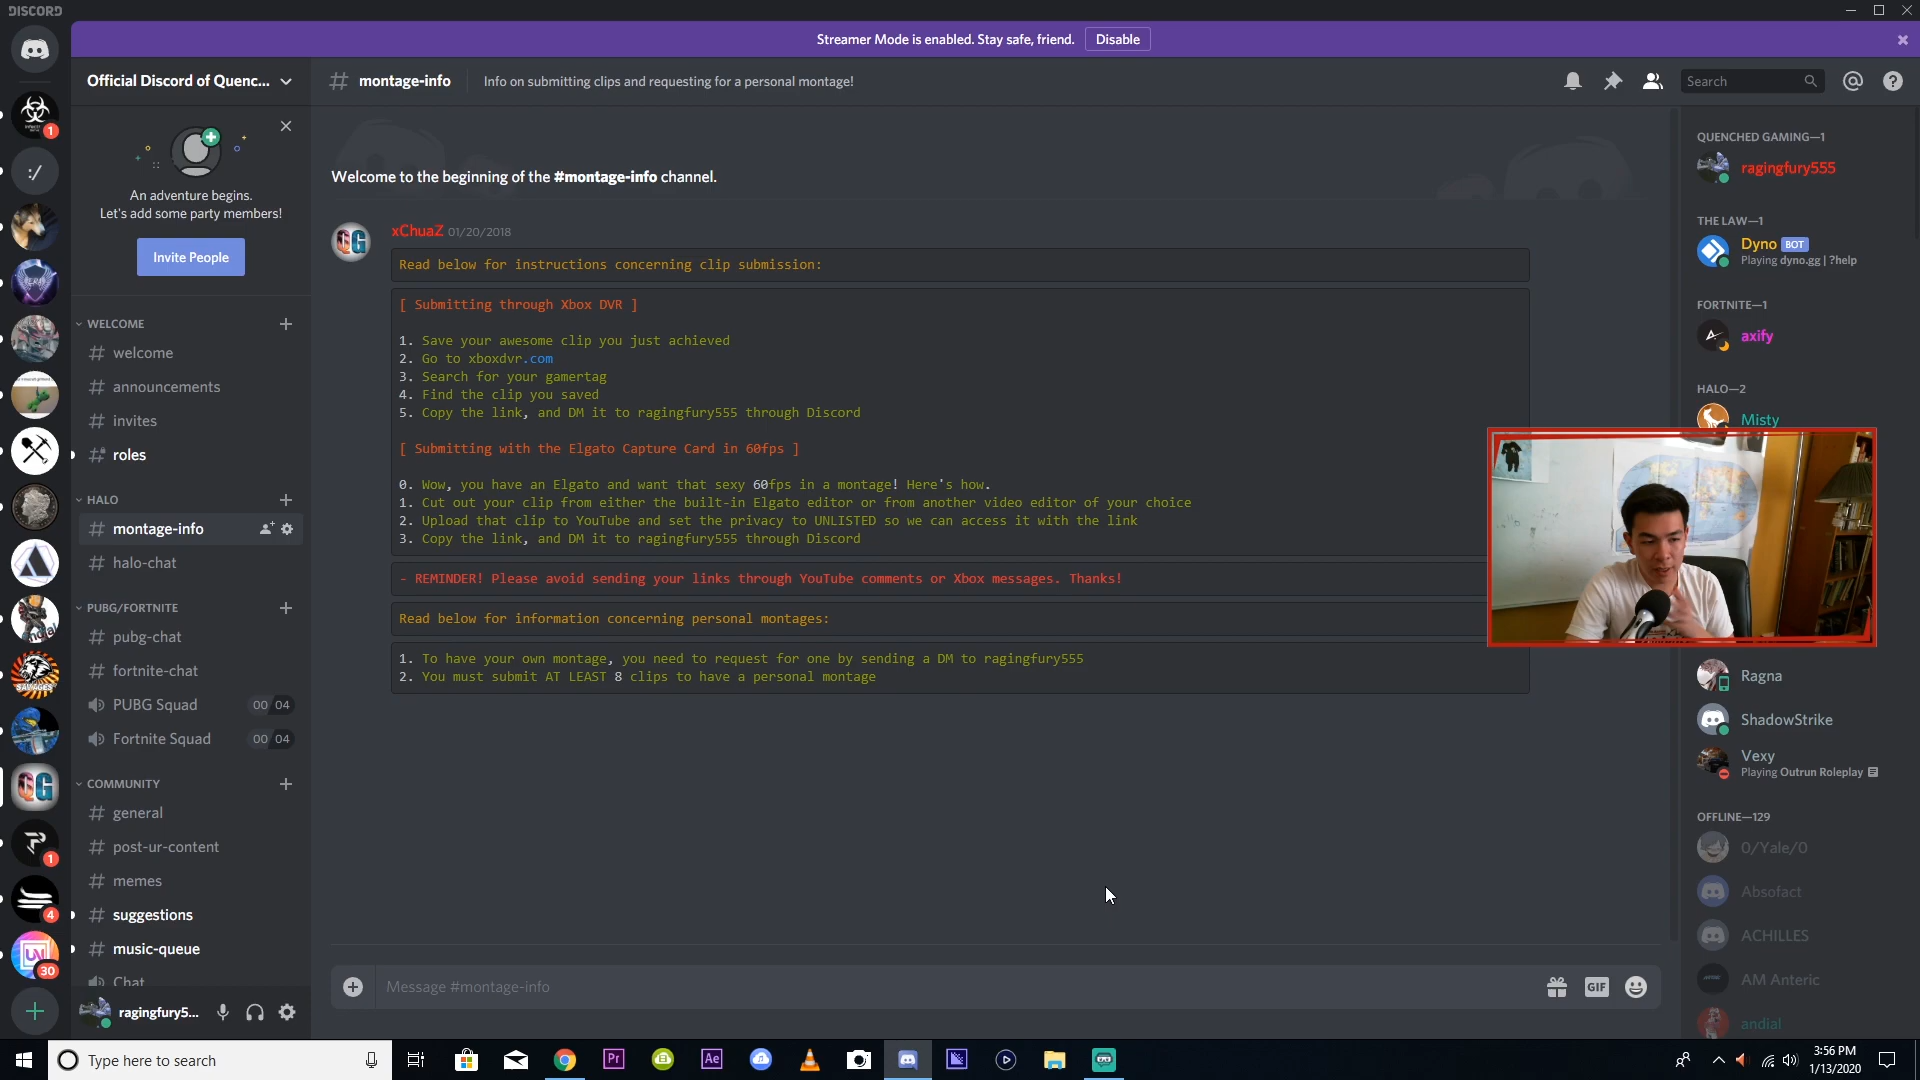 DISCORD
Streamer Mode is enabled. Stay safe, friend.
Disable
Official Discord of Quenc...
montage-info
Info on submitting clips and requesting for a personal montage!
Search
An adventure begins.
Let's add some party members!
Invite People
WELCOME
welcome
announcements
invites
roles
HALO
montage-info
halo-chat
PUBG/FORTNITE
pubg-chat
fortnite-chat
PUBG Squad 00 04
Fortnite Squad 00 04
COMMUNITY
general
post-ur-content
memes
suggestions
music-queue
Chat
ragingfury5...
1
:/
SAVAGES
QG
1
4
UN
30
Welcome to the beginning of the #montage-info channel.
QG
xChuaZ 01/20/2018
Read below for instructions concerning clip submission:
[ Submitting through Xbox DVR ]
1. Save your awesome clip you just achieved
2. Go to xboxdvr.com
3. Search for your gamertag
4. Find the clip you saved
5. Copy the link, and DM it to ragingfury555 through Discord
[ Submitting with the Elgato Capture Card in 60fps ]
0. Wow, you have an Elgato and want that sexy 60fps in a montage! Here's how.
1. Cut out your clip from either the built-in Elgato editor or from another video editor of your choice
2. Upload that clip to YouTube and set the privacy to UNLISTED so we can access it with the link
3. Copy the link, and DM it to ragingfury555 through Discord
- REMINDER! Please avoid sending your links through YouTube comments or Xbox messages. Thanks!
Read below for information concerning personal montages:
1. To have your own montage, you need to request for one by sending a DM to ragingfury555
2. You must submit AT LEAST 8 clips to have a personal montage
Message #montage-info
GIF
QUENCHED GAMING—1
ragingfury555
THE LAW—1
Dyno BOT
Playing dyno.gg | ?help
FORTNITE—1
axify
HALO—2
Misty
Ragna
ShadowStrike
Vexy
Playing Outrun Roleplay
OFFLINE—129
0/Yale/0
Absofact
ACHILLES
AM Anteric
andial
Type here to search
Pr
Ae
3:56 PM
1/13/2020